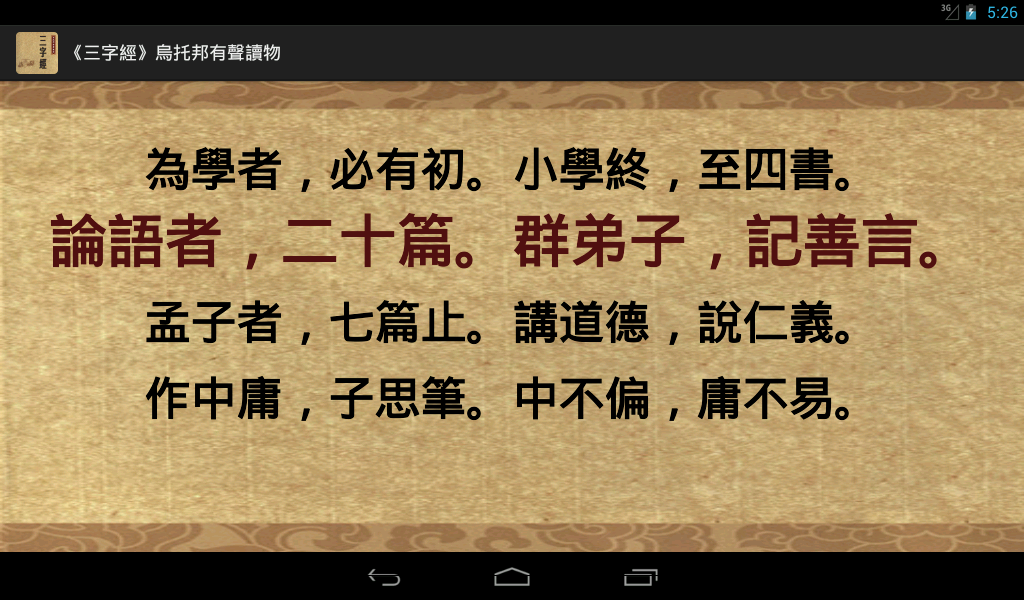 3G 5:26
《三字經》烏托邦有聲讀物
為學者，必有初。小學終，至四書。
論語者，二十篇。群弟子，記善言。
孟子者，七篇止。講道德，說仁義。
作中庸，子思筆。中不偏，庸不易。